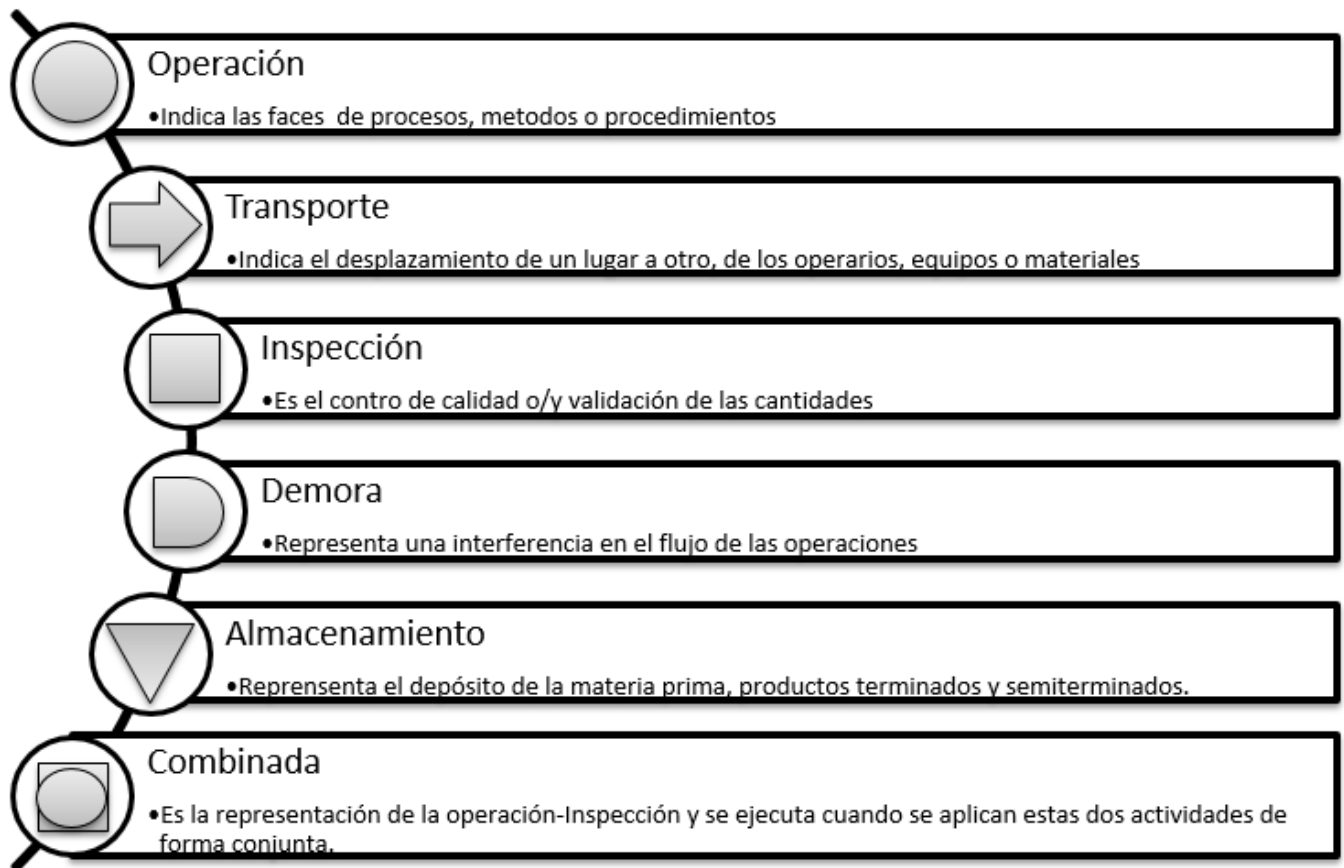 Operación
•Indica las faces  de procesos, metodos o procedimientos
Transporte
•Indica el desplazamiento de un lugar a otro, de los operarios, equipos o materiales
Inspección
•Es el contro de calidad o/y validación de las cantidades
Demora
•Representa una interferencia en el flujo de las operaciones
Almacenamiento
•Reprensenta el depósito de la materia prima, productos terminados y semiterminados.
Combinada
•Es la representación de la operación-Inspección y se ejecuta cuando se aplican estas dos actividades de
forma conjunta.